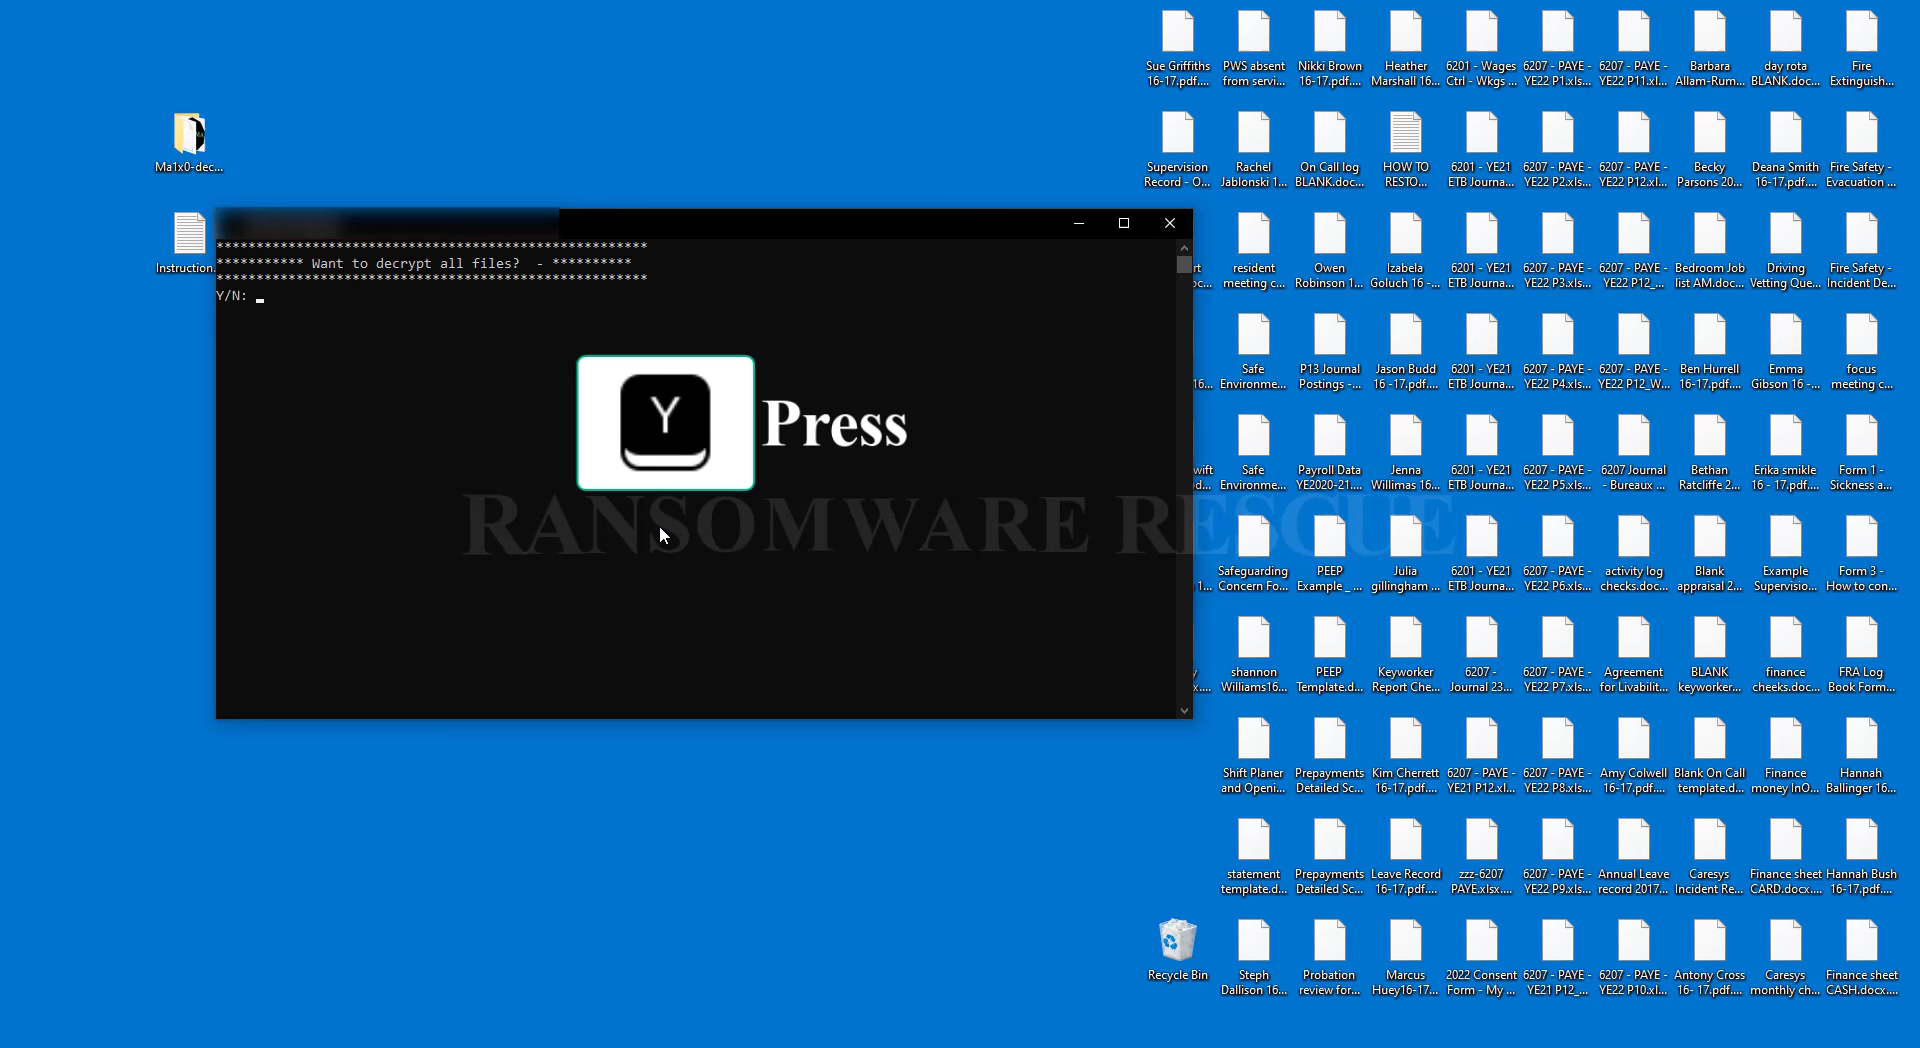 Sue Griffiths
16-17.pdf....
PWS absent
from servi...
Nikki Brown
16-17.pdf....
Heather
Marshall 16...
6201 - Wages
Ctrl - Wkgs ...
6207 - PAYE -
YE22 P1.xls...
6207 - PAYE -
YE22 P11.xl...
Barbara
Allam-Rum...
day rota
BLANK.doc...
Fire
Extinguish...
Ma1x0-dec...
Supervision
Record - O...
Rachel
Jablonski 1...
On Call log
BLANK.doc...
HOW TO
RESTO...
6201 - YE21
ETB Journa...
6207 - PAYE -
YE22 P2.xls...
6207 - PAYE -
YE22 P12.xl...
Becky
Parsons 20...
Deana Smith
16-17.pdf....
Fire Safety -
Evacuation ...
Instruction.
***********************************************************
*********** Want to decrypt all files?  - **********
***********************************************************
Y/N:
Y
Press
RANSOMWARE RESCUE
resident
meeting c...
Owen
Robinson 1...
Izabela
Goluch 16 -...
6201 - YE21
ETB Journa...
6207 - PAYE -
YE22 P3.xls...
6207 - PAYE -
YE22 P12_...
Bedroom Job
list AM.doc...
Driving
Vetting Que...
Fire Safety -
Incident De...
16...
Safe
Environme...
P13 Journal
Postings -...
Jason Budd
16 -17.pdf....
6201 - YE21
ETB Journa...
6207 - PAYE -
YE22 P4.xls...
6207 - PAYE -
YE22 P12_W...
Ben Hurrell
16-17.pdf....
Emma
Gibson 16 -...
focus
meeting c...
Safe
Environme...
Payroll Data
YE2020-21....
Jenna
Willimas 16...
6201 - YE21
ETB Journa...
6207 - PAYE -
YE22 P5.xls...
6207 Journal
- Bureaux ...
Bethan
Ratcliffe 2...
Erika smikle
16 - 17.pdf....
Form 1 -
Sickness a...
1...
Safeguarding
Concern Fo...
PEEP
Example _ ...
Julia
gillingham ...
6201 - YE21
ETB Journa...
6207 - PAYE -
YE22 P6.xls...
activity log
checks.doc...
Blank
appraisal 2...
Example
Supervisio...
Form 3 -
How to con...
shannon
Williams16...
PEEP
Template.d...
Keyworker
Report Che...
6207 -
Journal 23...
6207 - PAYE -
YE22 P7.xls...
Agreement
for Livabilit...
BLANK
keyworker...
finance
cheeks.doc...
FRA Log
Book Form...
Shift Planer
and Openi...
Prepayments
Detailed Sc...
Kim Cherrett
16-17.pdf....
6207 - PAYE -
YE21 P12.xl...
6207 - PAYE -
YE22 P8.xls...
Amy Colwell
16-17.pdf....
Blank On Call
template.d...
Finance
money InO...
Hannah
Ballinger 16...
statement
template.d...
Prepayments
Detailed Sc...
Leave Record
16-17.pdf....
zzz-6207
PAYE.xlsx....
6207 - PAYE -
YE22 P9.xls...
Annual Leave
record 2017...
Caresys
Incident Re...
Finance sheet
CARD.docx....
Hannah Bush
16-17.pdf....
Recycle Bin
Steph
Dallison 16...
Probation
review for...
Marcus
Huey16-17...
2022 Consent
Form - My ...
6207 - PAYE -
YE21 P12_...
6207 - PAYE -
YE22 P10.xl...
Antony Cross
16- 17.pdf....
Caresys
monthly ch...
Finance sheet
CASH.docx....